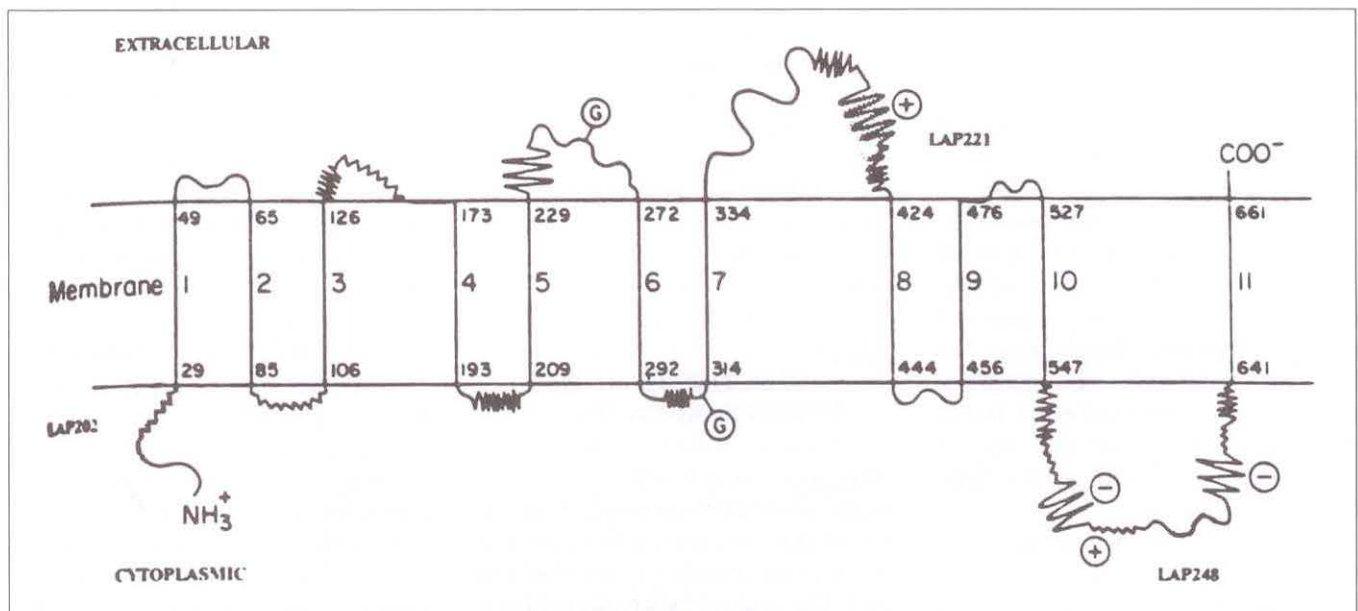 EXTRACELLULAR
G
+
LAP221
COO⁻
49 65 126 173 229 272 334 424 476 527 661
Membrane 1 2 3 4 5 6 7 8 9 10 11
29 85 106 193 209 292 314 444 456 547 641
LAP202
G
−
−
NH₃⁺
+
CYTOPLASMIC
LAP248